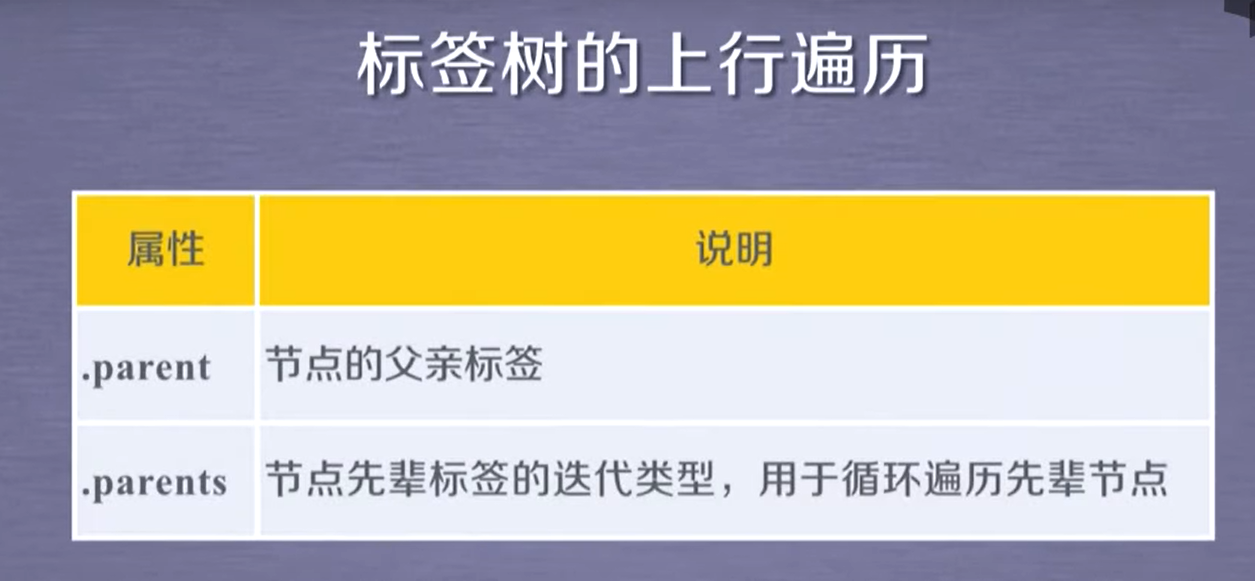 标签树的上行遍历
属性 说明
.parent 节点的父亲标签
.parents 节点先辈标签的迭代类型，用于循环遍历先辈节点